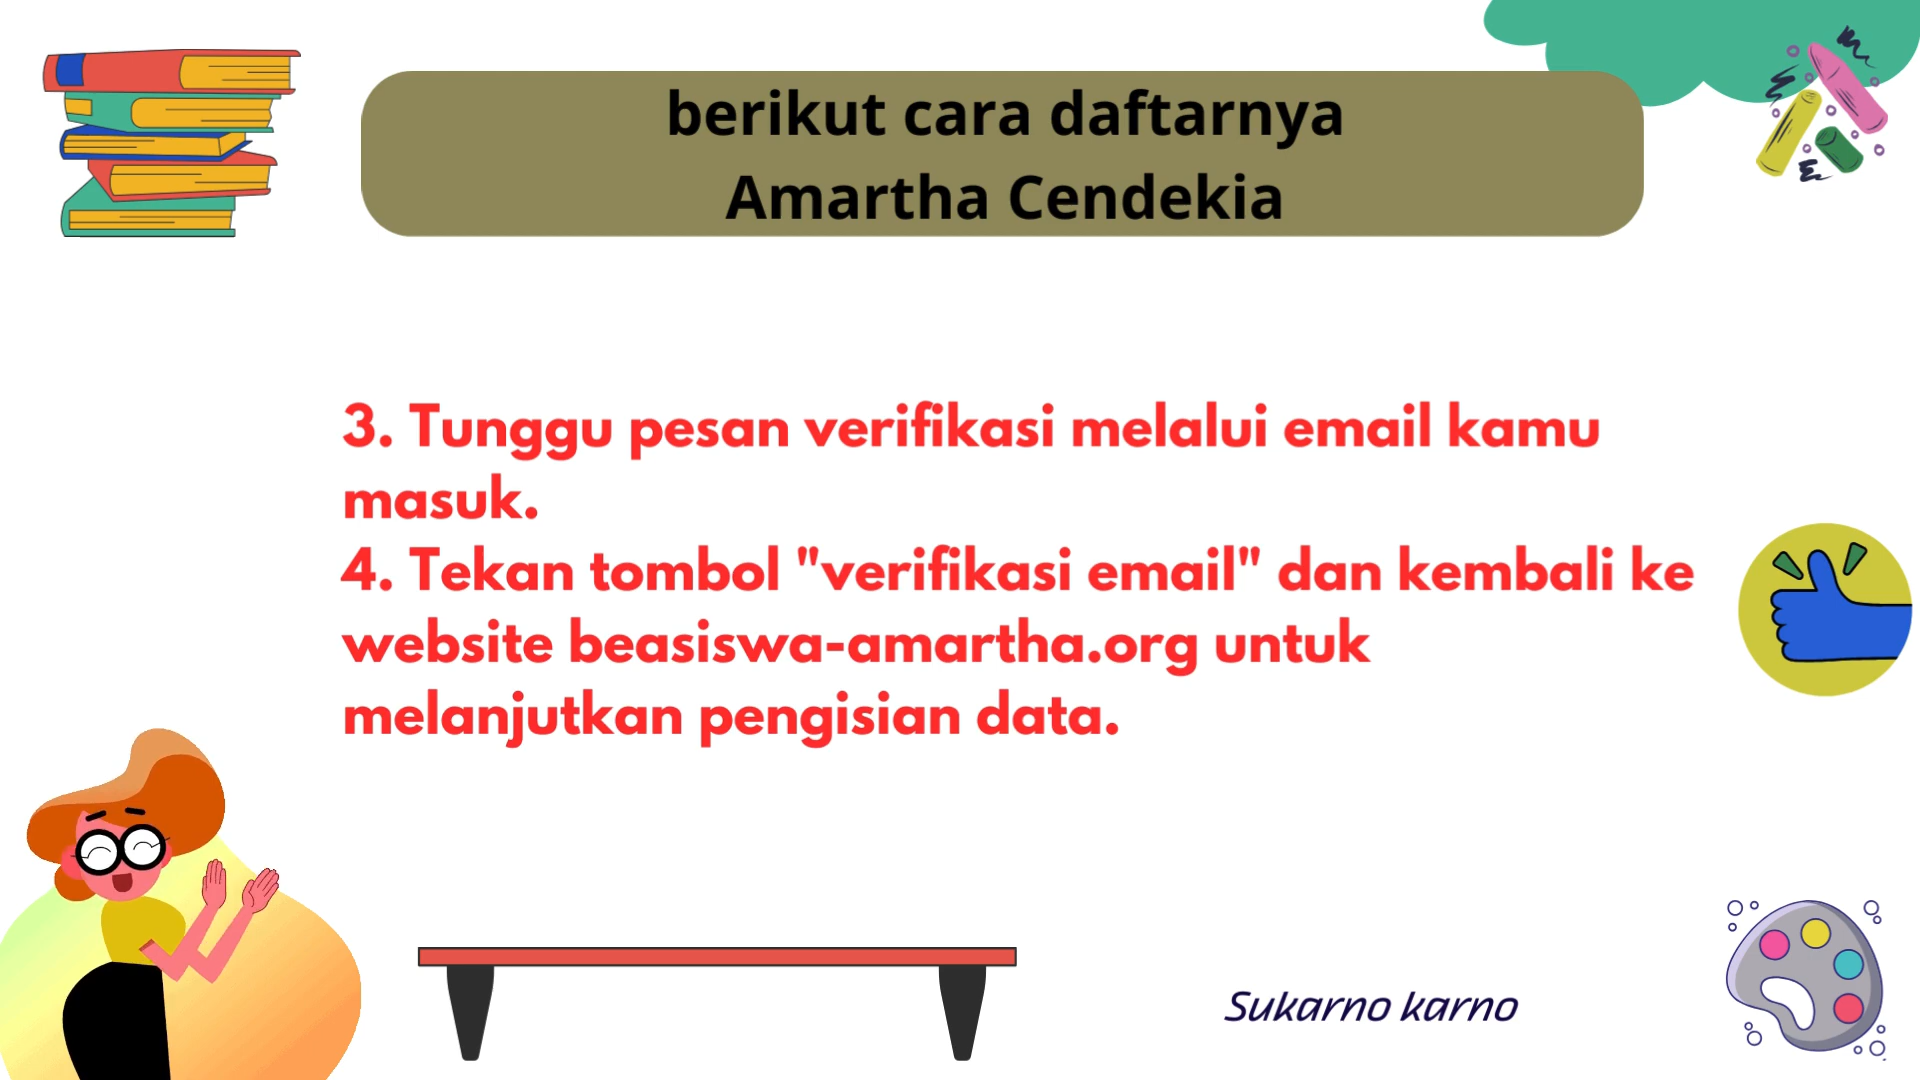 berikut cara daftarnya
Amartha Cendekia
3. Tunggu pesan verifikasi melalui email kamu
masuk.
4. Tekan tombol "verifikasi email" dan kembali ke
website beasiswa-amartha.org untuk
melanjutkan pengisian data.
Sukarno karno